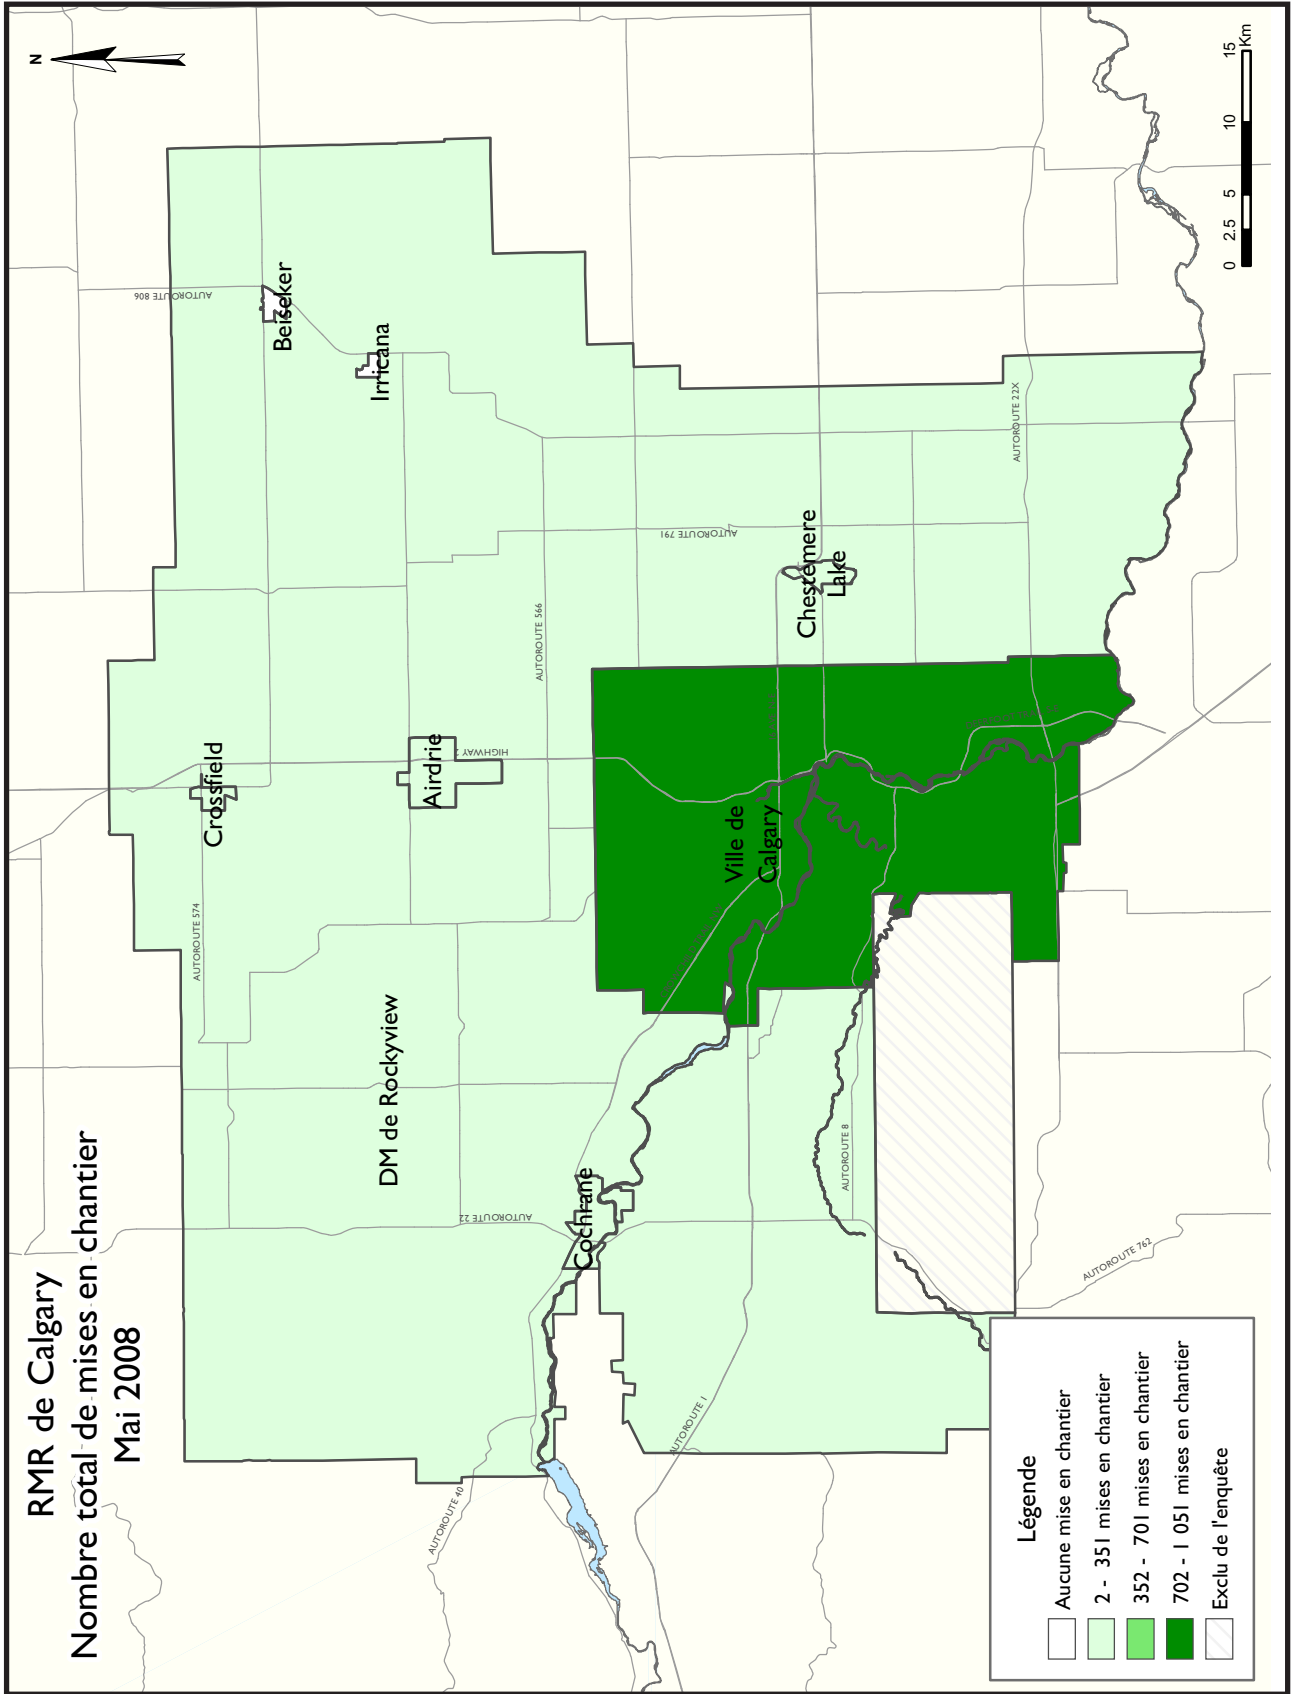 RMR de Calgary
Nombre total de mises en chantier
Mai 2008
N
AUTOROUTE 806
Beiseker
Irricana
Crossfield
AUTOROUTE 574
Airdrie
HIGHWAY 2
AUTOROUTE 566
DM de Rockyview
AUTOROUTE 22
Cochrane
AUTOROUTE 40
AUTOROUTE 791
Chestemere
Lake
Ville de
Calgary
AUTOROUTE 1
AUTOROUTE 8
AUTOROUTE 22X
AUTOROUTE 762
Légende
Aucune mise en chantier
2 - 351 mises en chantier
352 - 701 mises en chantier
702 - 1 051 mises en chantier
Exclu de l'enquête
0 2.5 5 10 15
Km